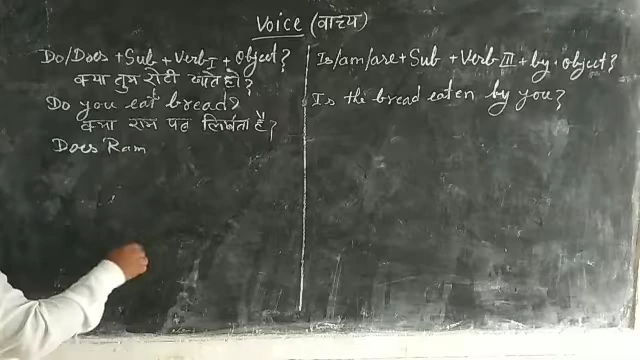 Voice (वाच्य)
Do/Does + Sub + Verb I + Object?
क्या तुम रोटी खाते हो?
Do you eat bread?
क्या राम पत्र लिखता है?
Does Ram
Is/am/are + Sub + Verb III + by + object?
Is the bread eaten by you?